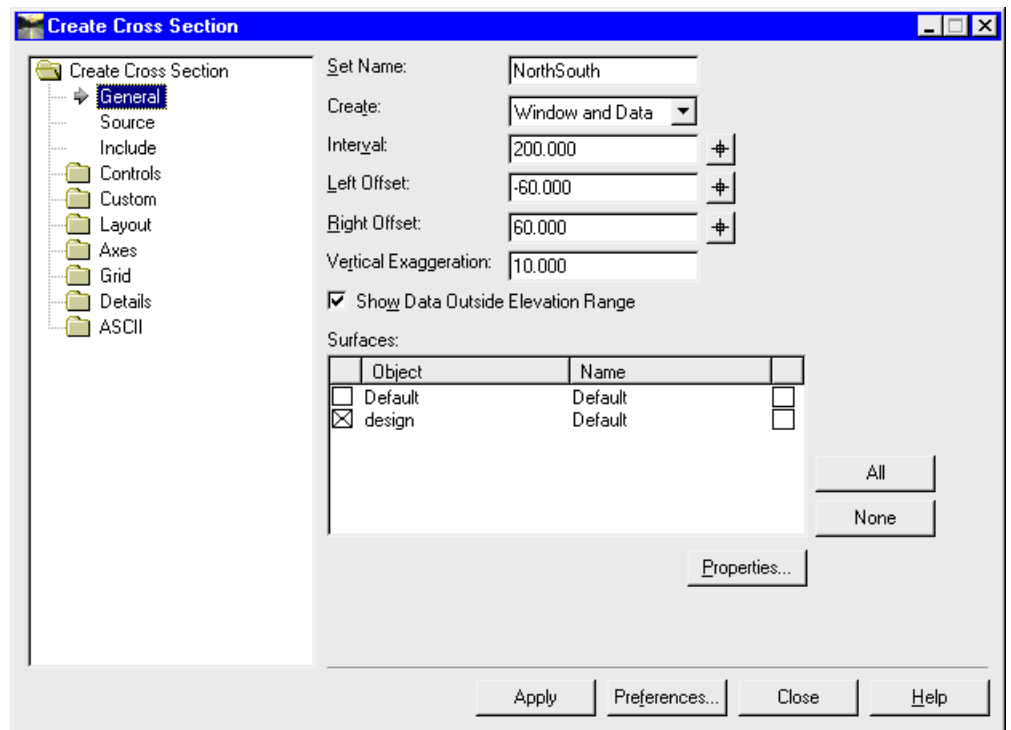 Create Cross Section
Create Cross Section
General
Source
Include
Controls
Custom
Layout
Axes
Grid
Details
ASCII
Set Name: NorthSouth
Create: Window and Data
Interval: 200.000
Left Offset: -60.000
Right Offset: 60.000
Vertical Exaggeration: 10.000
Show Data Outside Elevation Range
Surfaces:
Object Name
Default Default
design Default
All
None
Properties...
Apply Preferences... Close Help